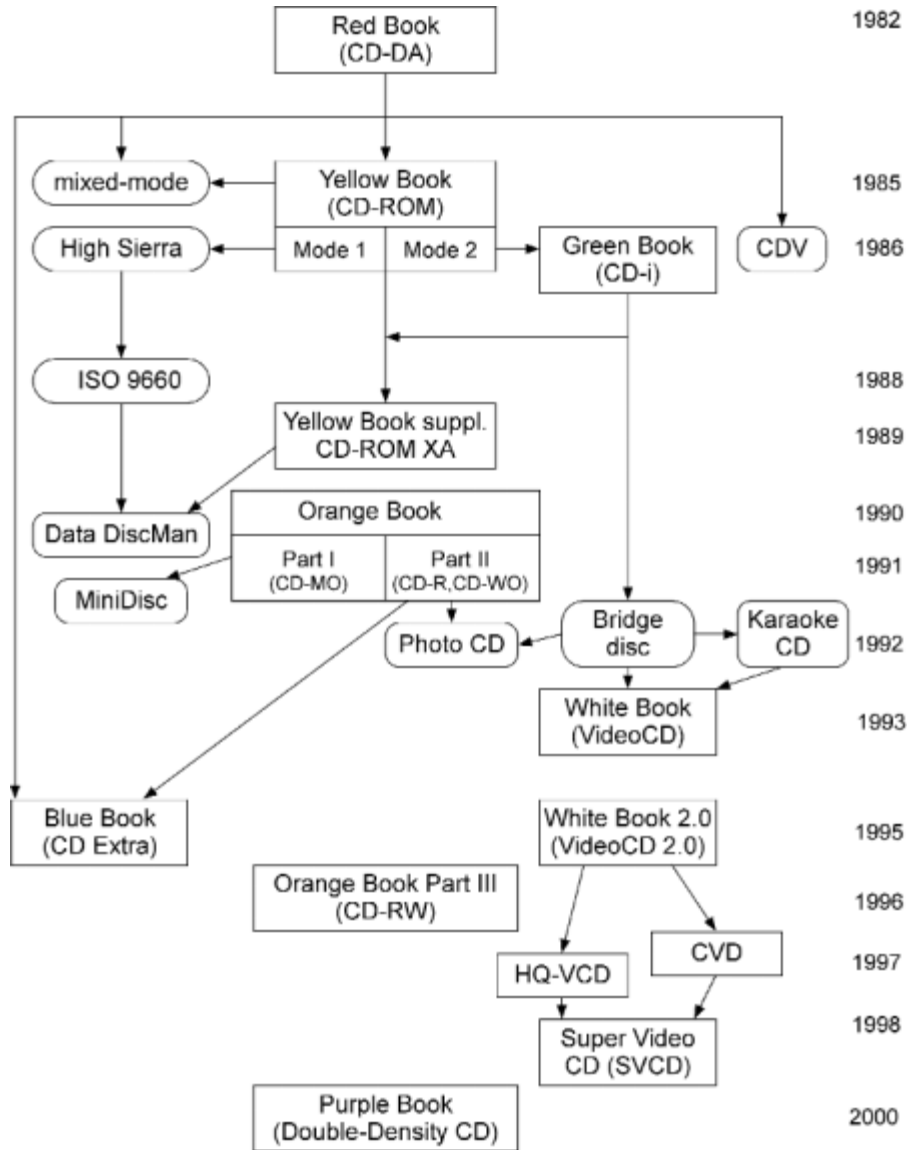 Red Book
(CD-DA)
1982
mixed-mode
Yellow Book
(CD-ROM)
1985
High Sierra
Mode 1
Mode 2
Green Book
(CD-i)
CDV
1986
ISO 9660
1988
Yellow Book suppl.
CD-ROM XA
1989
Data DiscMan
Orange Book
1990
Part I
(CD-MO)
Part II
(CD-R,CD-WO)
1991
MiniDisc
Photo CD
Bridge
disc
Karaoke
CD
1992
White Book
(VideoCD)
1993
Blue Book
(CD Extra)
White Book 2.0
(VideoCD 2.0)
1995
Orange Book Part III
(CD-RW)
1996
HQ-VCD
CVD
1997
Super Video
CD (SVCD)
1998
Purple Book
(Double-Density CD)
2000